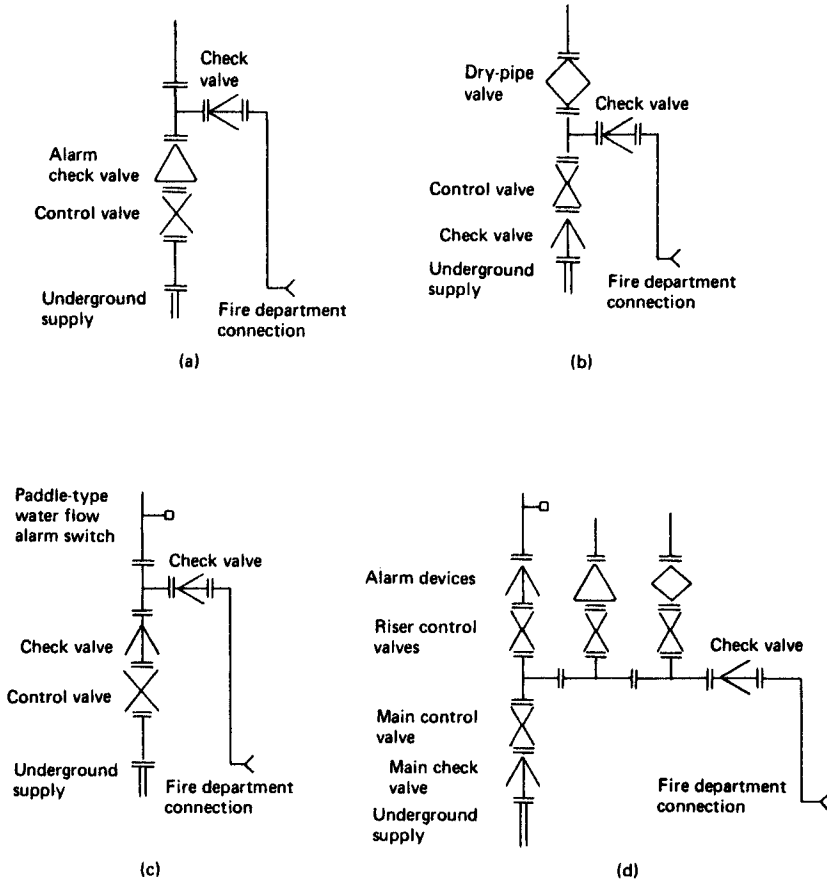 Check
valve
Alarm
check valve
Control valve
Underground
supply
Fire department
connection
(a)
Dry-pipe
valve
Check valve
Control valve
Check valve
Underground
supply
Fire department
connection
(b)
Paddle-type
water flow
alarm switch
Check valve
Check valve
Control valve
Underground
supply
Fire department
connection
(c)
Alarm devices
Riser control
valves
Check valve
Main control
valve
Main check
valve
Underground
supply
Fire department
connection
(d)